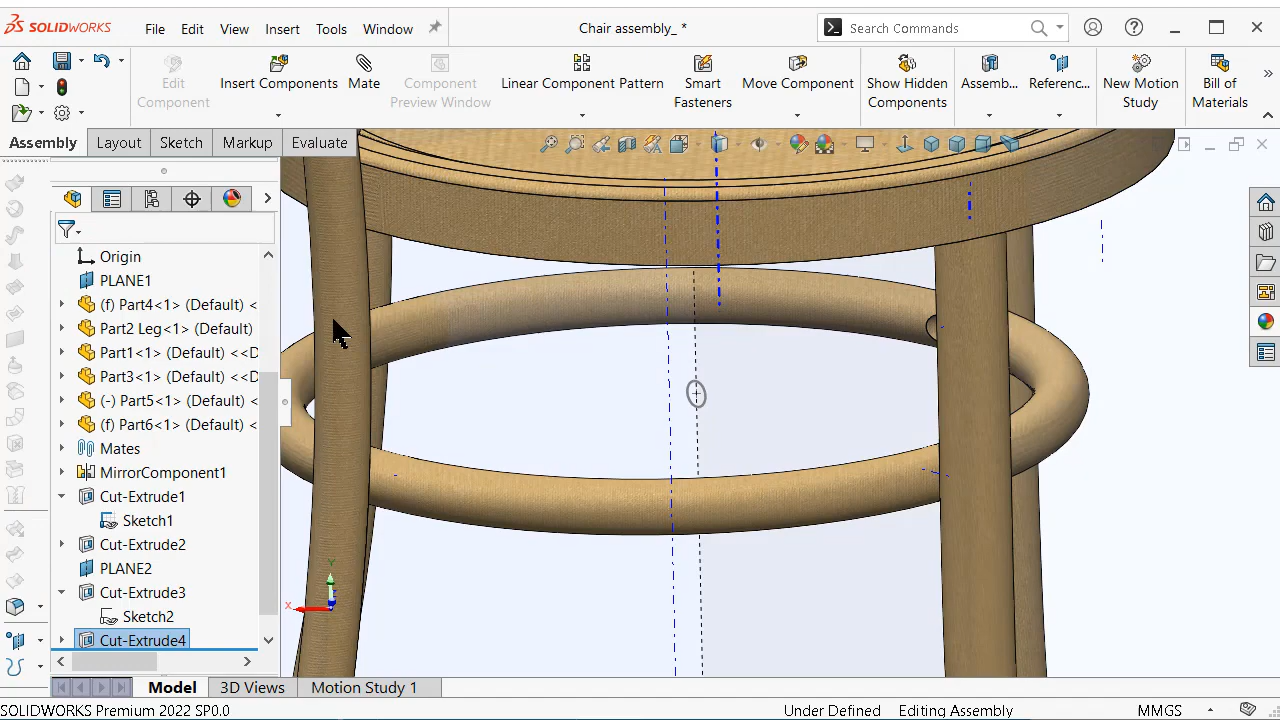 SOLIDWORKS
File Edit View Insert Tools Window
Chair assembly_ *
Search Commands
Edit Component
Insert Components
Mate
Component Preview Window
Linear Component Pattern
Smart Fasteners
Move Component
Show Hidden Components
Assemb...
Referenc...
New Motion Study
Bill of Materials
Assembly Layout Sketch Markup Evaluate
Origin
PLANE1
(f) Part4<1> (Default) <
Part2 Leg<1> (Default)
Part1<1> (Default) <<D
Part3<1> (Default) <<D
(-) Part5<1> (Default) <
(f) Part6<1> (Default) <
Mates
MirrorComponent1
Cut-Extrude1
Sketch1
Cut-Extrude2
PLANE2
Cut-Extrude3
Sketch2
Cut-Extrude4
Y
X
Model 3D Views Motion Study 1
SOLIDWORKS Premium 2022 SP0.0
Under Defined Editing Assembly MMGS